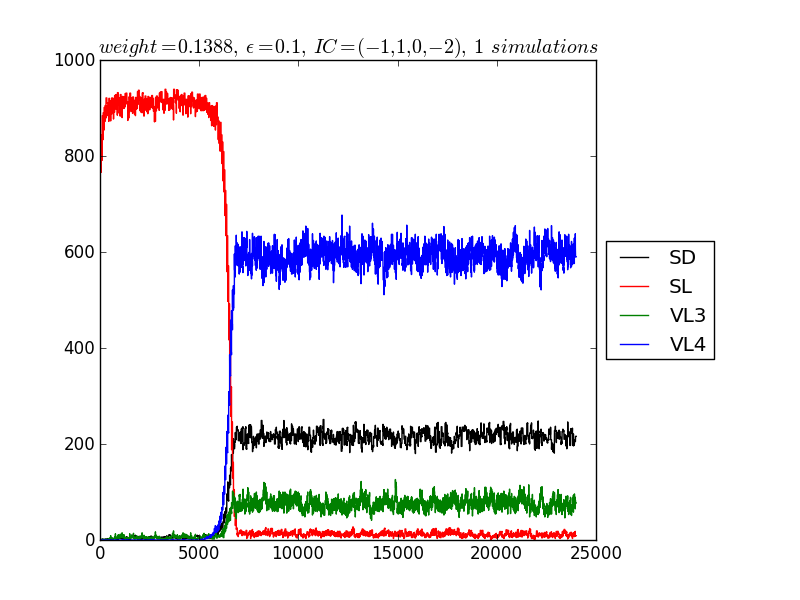 weight=0.1388, ϵ=0.1, IC=(−1,1,0,−2), 1 simulations
1000
800
600
400
200
0
0 5000 10000 15000 20000 25000
SD
SL
VL3
VL4